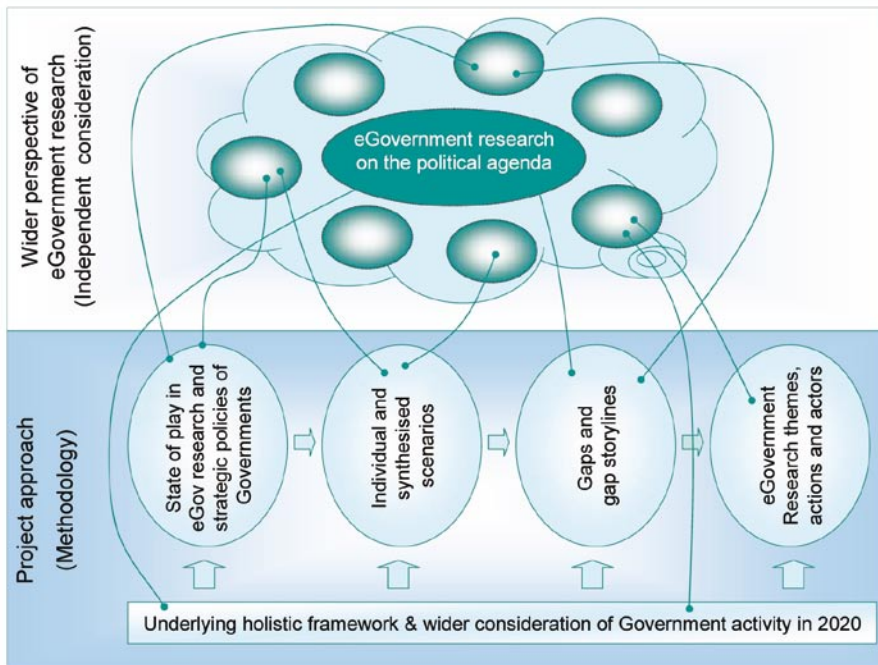 Wider perspective of
eGovernment research
(Independent consideration)
eGovernment research
on the political agenda
Project approach
(Methodology)
State of play in
eGov research and
strategic policies of
Governments
Individual and
synthesised
scenarios
Gaps and
gap storylines
eGovernment
Research themes,
actions and actors
Underlying holistic framework & wider consideration of Government activity in 2020